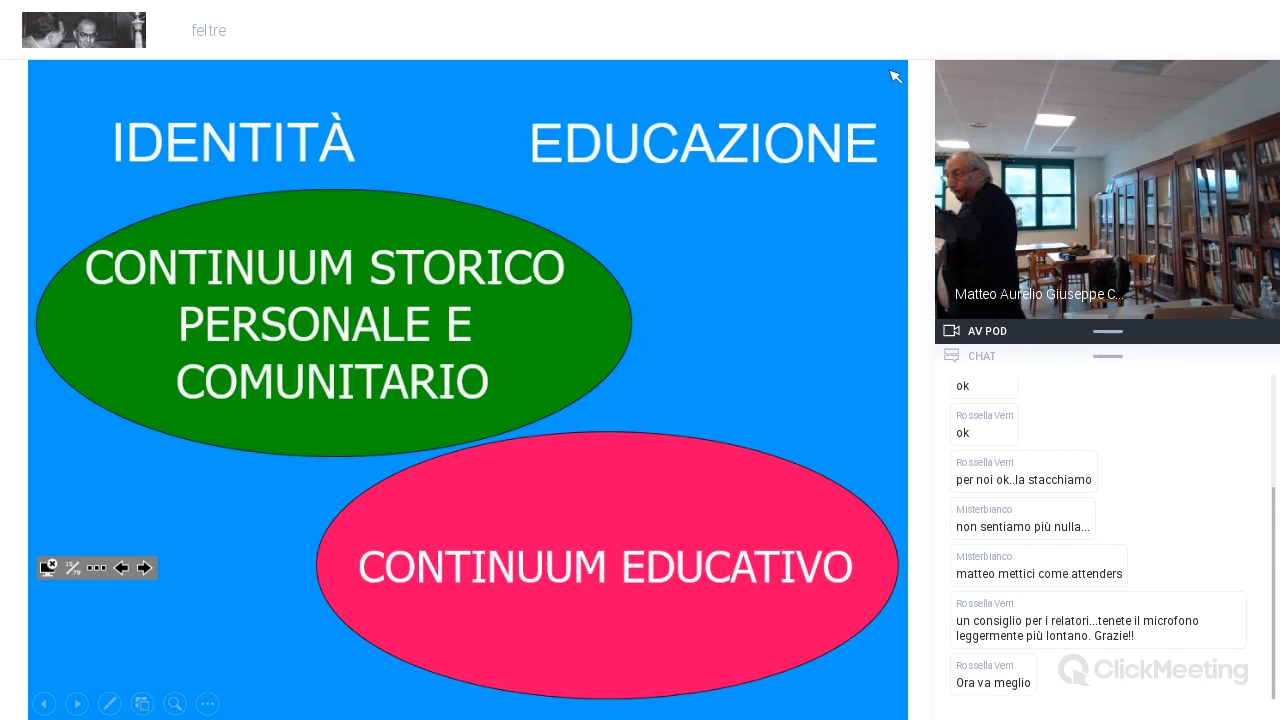 feltre
IDENTITÀ
EDUCAZIONE
CONTINUUM STORICO
PERSONALE E
COMUNITARIO
CONTINUUM EDUCATIVO
15/79
Matteo Aurelio Giuseppe C...
AV POD
CHAT
ok
Rossella Verri
ok
Rossella Verri
per noi ok..la stacchiamo
Misterbianco
non sentiamo più nulla...
Misterbianco
matteo mettici come attenders
Rossella Verri
un consiglio per i relatori...tenete il microfono
leggermente più lontano. Grazie!!
Rossella Verri
Ora va meglio
ClickMeeting